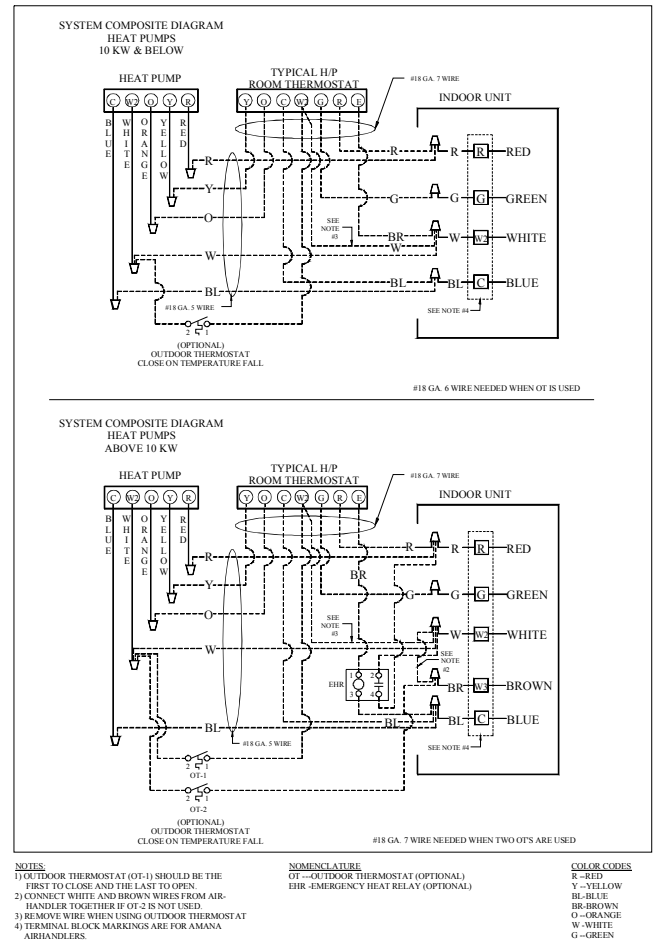 SYSTEM COMPOSITE DIAGRAM
HEAT PUMPS
10 KW & BELOW
HEAT PUMP
TYPICAL H/P
ROOM THERMOSTAT
#18 GA. 7 WIRE
INDOOR UNIT
C W2 O Y R
Y O C W2 G R E
BLUE
WHITE
ORANGE
YELLOW
RED
R
R
R R RED
Y
G
G G GREEN
O
SEE
NOTE
#3
BR
W
W W2 WHITE
W
BL
BL
BL C BLUE
#18 GA. 5 WIRE
SEE NOTE #4
2 1
(OPTIONAL)
OUTDOOR THERMOSTAT
CLOSE ON TEMPERATURE FALL
#18 GA. 6 WIRE NEEDED WHEN OT IS USED
SYSTEM COMPOSITE DIAGRAM
HEAT PUMPS
ABOVE 10 KW
HEAT PUMP
TYPICAL H/P
ROOM THERMOSTAT
#18 GA. 7 WIRE
INDOOR UNIT
C W2 O Y R
Y O C W2 G R E
BLUE
WHITE
ORANGE
YELLOW
RED
R
R
R R RED
Y
BR
G
G G GREEN
O
SEE
NOTE
#3
W W2 WHITE
W
SEE
NOTE
#2
EHR
1 2
3 4
BR W3 BROWN
BL
BL
BL C BLUE
#18 GA. 5 WIRE
SEE NOTE #4
2 1
OT-1
2 1
OT-2
(OPTIONAL)
OUTDOOR THERMOSTAT
CLOSE ON TEMPERATURE FALL
#18 GA. 7 WIRE NEEDED WHEN TWO OT'S ARE USED
NOTES:
1) OUTDOOR THERMOSTAT (OT-1) SHOULD BE THE
FIRST TO CLOSE AND THE LAST TO OPEN.
2) CONNECT WHITE AND BROWN WIRES FROM AIR-
HANDLER TOGETHER IF OT-2 IS NOT USED.
3) REMOVE WIRE WHEN USING OUTDOOR THERMOSTAT
4) TERMINAL BLOCK MARKINGS ARE FOR AMANA
AIRHANDLERS.
NOMENCLATURE
OT ---OUTDOOR THERMOSTAT (OPTIONAL)
EHR -EMERGENCY HEAT RELAY (OPTIONAL)
COLOR CODES
R --RED
Y --YELLOW
BL-BLUE
BR-BROWN
O --ORANGE
W -WHITE
G --GREEN